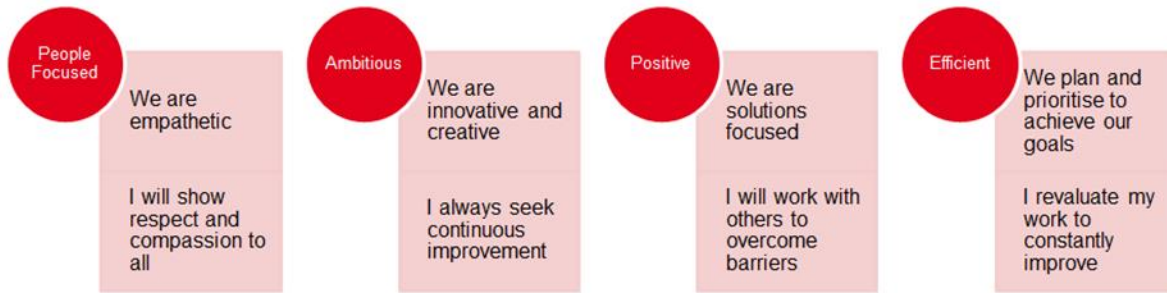 People
Focused
We are
empathetic
I will show
respect and
compassion to
all
Ambitious
We are
innovative and
creative
I always seek
continuous
improvement
Positive
We are
solutions
focused
I will work with
others to
overcome
barriers
Efficient
We plan and
prioritise to
achieve our
goals
I revaluate my
work to
constantly
improve